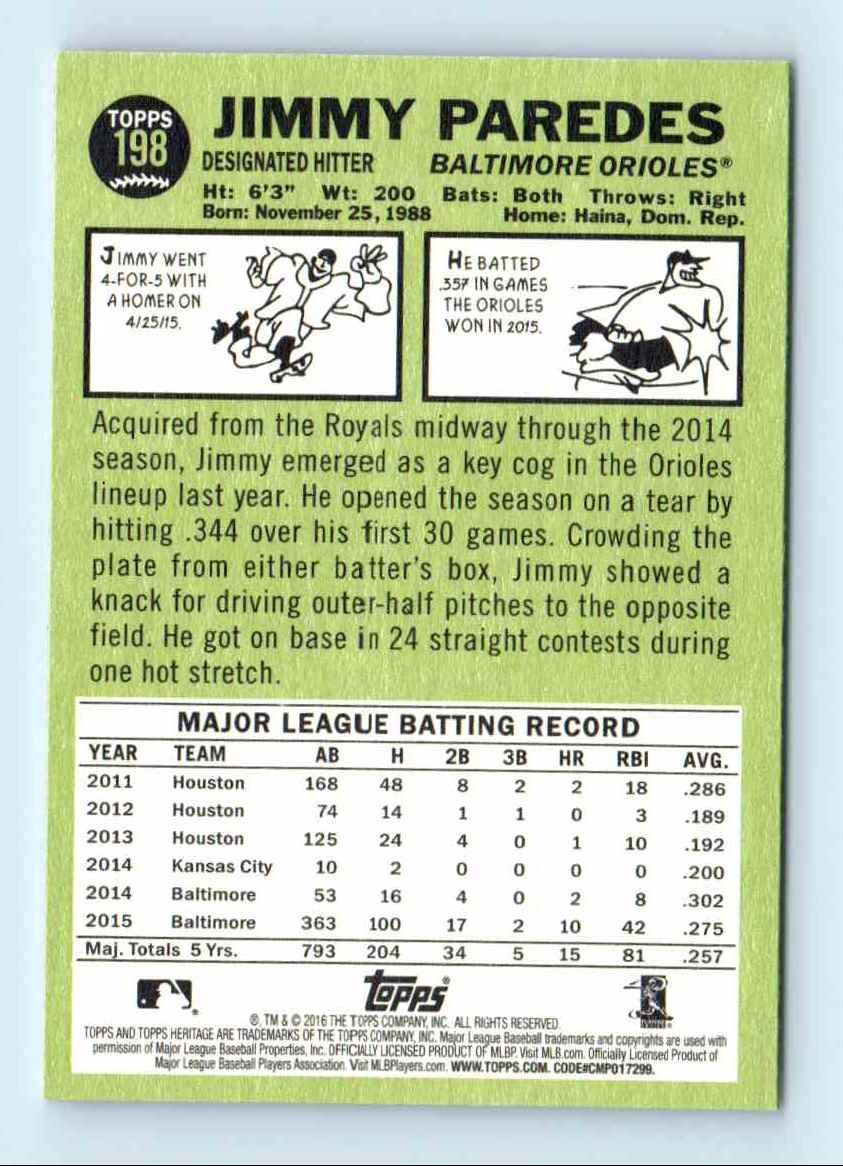 TOPPS
198
JIMMY PAREDES
DESIGNATED HITTER BALTIMORE ORIOLES®
Ht: 6'3" Wt: 200 Bats: Both Throws: Right
Born: November 25, 1988 Home: Haina, Dom. Rep.
JIMMY WENT
4-FOR-5 WITH
A HOMER ON
4/25/15.
HE BATTED
.357 IN GAMES
THE ORIOLES
WON IN 2015.
Acquired from the Royals midway through the 2014
season, Jimmy emerged as a key cog in the Orioles
lineup last year. He opened the season on a tear by
hitting .344 over his first 30 games. Crowding the
plate from either batter's box, Jimmy showed a
knack for driving outer-half pitches to the opposite
field. He got on base in 24 straight contests during
one hot stretch.
MAJOR LEAGUE BATTING RECORD
YEAR TEAM AB H 2B 3B HR RBI AVG.
2011 Houston 168 48 8 2 2 18 .286
2012 Houston 74 14 1 1 0 3 .189
2013 Houston 125 24 4 0 1 10 .192
2014 Kansas City 10 2 0 0 0 0 .200
2014 Baltimore 53 16 4 0 2 8 .302
2015 Baltimore 363 100 17 2 10 42 .275
Maj. Totals 5 Yrs. 793 204 34 5 15 81 .257
topps®
®, TM & © 2016 THE TOPPS COMPANY, INC. ALL RIGHTS RESERVED.
TOPPS AND TOPPS HERITAGE ARE TRADEMARKS OF THE TOPPS COMPANY, INC. Major League Baseball trademarks and copyrights are used with
permission of Major League Baseball Properties, Inc. OFFICIALLY LICENSED PRODUCT OF MLBP. Visit MLB.com. Officially Licensed Product of
Major League Baseball Players Association. Visit MLBPlayers.com. WWW.TOPPS.COM. CODE#CMP017299.